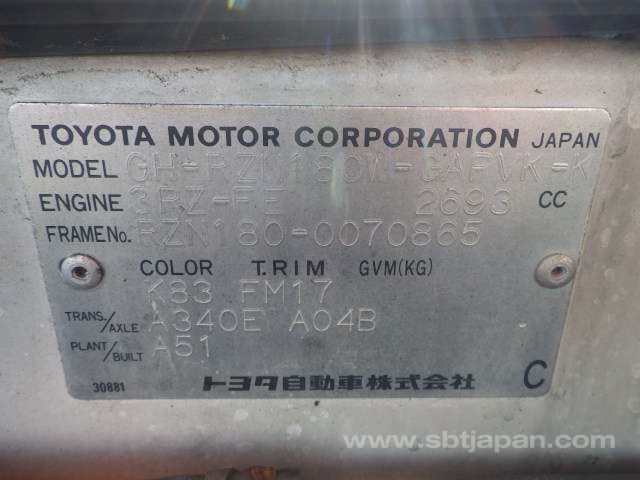 TOYOTA MOTOR CORPORATION JAPAN
MODEL GH-RZN180W-GAPVK-K
ENGINE 3RZ-FE 2693 CC
FRAME No. RZN180-0070865
COLOR TRIM GVM(KG)
K83 FM17
TRANS./AXLE A340E A04B
PLANT/BUILT A51
30881 トヨタ自動車株式会社 C
www.sbtjapan.com